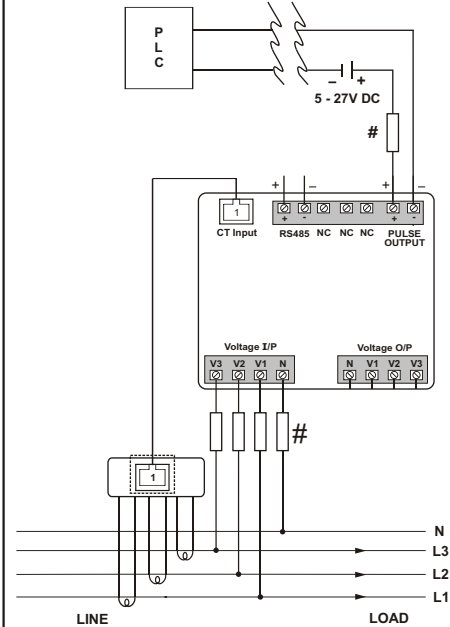 P
L
C
– +
5 - 27V DC
#
+ – + –
1
+ - + -
CT Input RS485 NC NC NC PULSE
OUTPUT
Voltage I/P Voltage O/P
V3 V2 V1 N N V1 V2 V3
#
1
N
L3
L2
L1
LINE LOAD